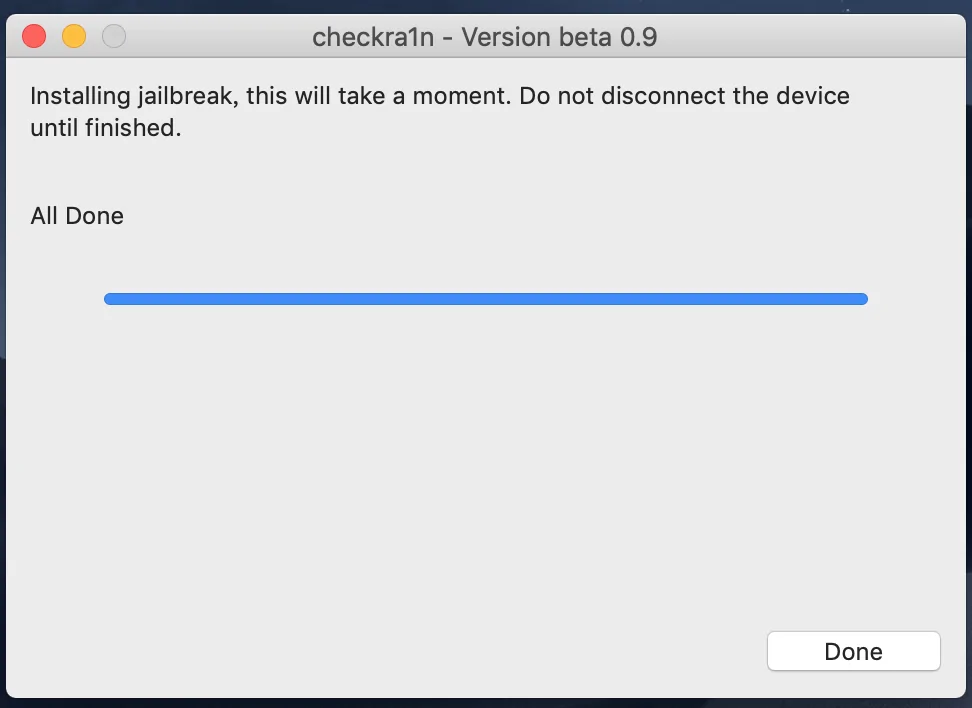 checkra1n - Version beta 0.9
Installing jailbreak, this will take a moment. Do not disconnect the device
until finished.
All Done
Done